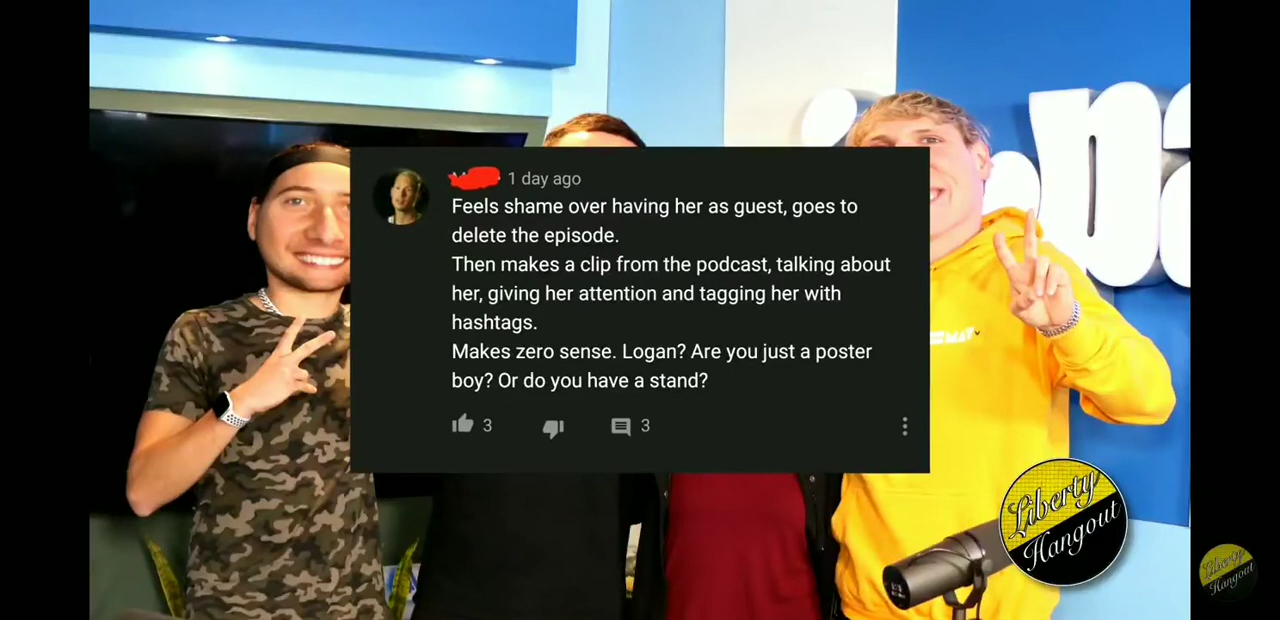 1 day ago
Feels shame over having her as guest, goes to
delete the episode.
Then makes a clip from the podcast, talking about
her, giving her attention and tagging her with
hashtags.
Makes zero sense. Logan? Are you just a poster
boy? Or do you have a stand?
3
3
Liberty
Hangout
Liberty
Hangout